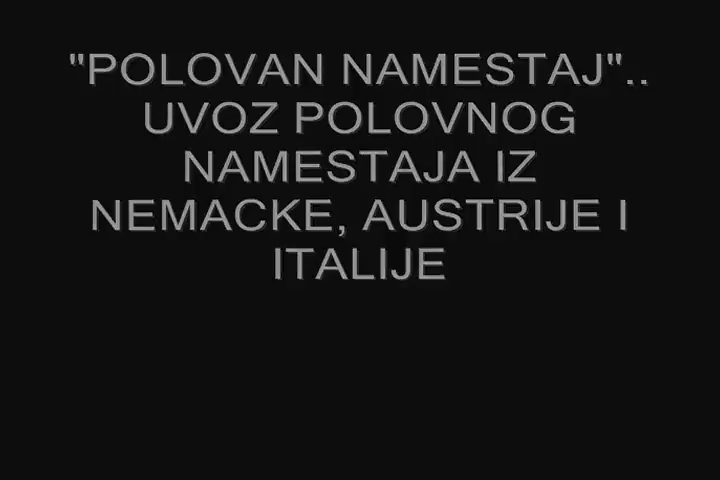 "POLOVAN NAMESTAJ"..
UVOZ POLOVNOG
NAMESTAJA IZ
NEMACKE, AUSTRIJE I
ITALIJE